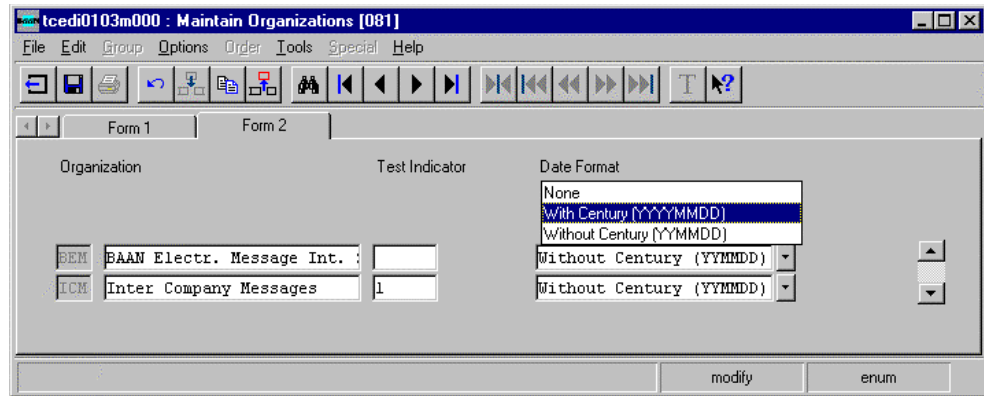 BAAN tcedi0103m000 : Maintain Organizations [081]
File Edit Group Options Order Tools Special Help
T ?
Form 1 Form 2
Organization Test Indicator Date Format
None
With Century (YYYYMMDD)
Without Century (YYMMDD)
BEM BAAN Electr. Message Int. Without Century (YYMMDD)
ICM Inter Company Messages 1 Without Century (YYMMDD)
modify enum